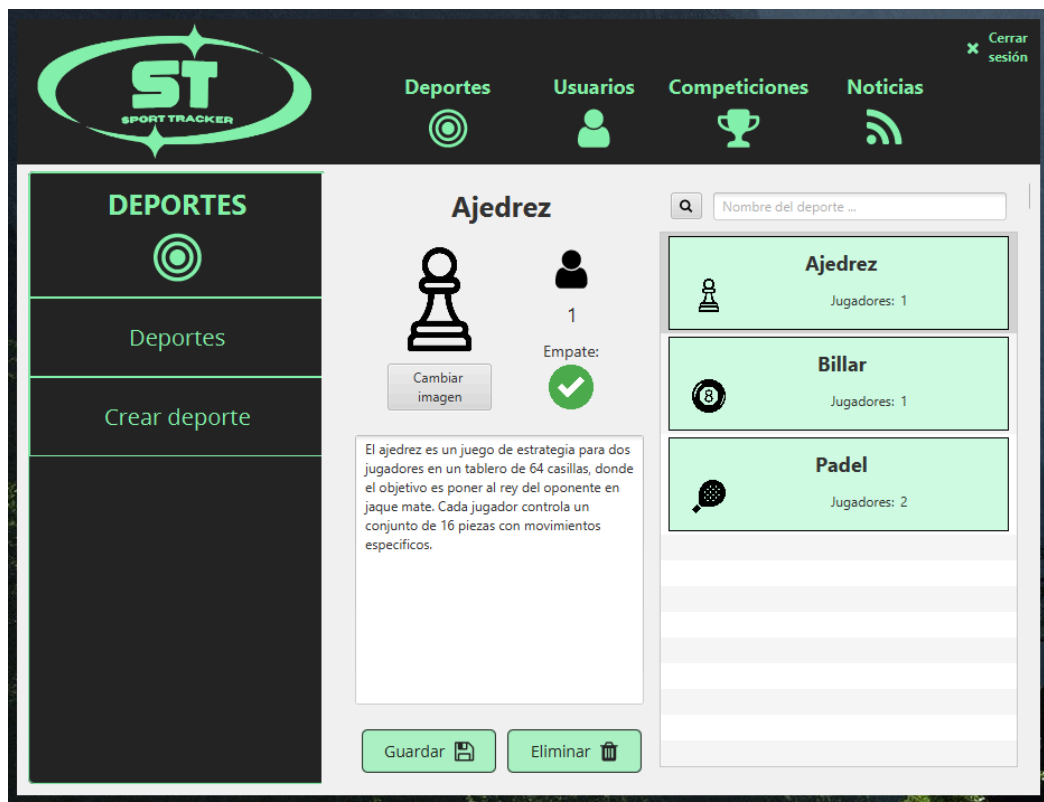 ST
SPORT TRACKER
Deportes
Usuarios
Competiciones
Noticias
Cerrar
sesión
DEPORTES
Deportes
Crear deporte
Ajedrez
1
Empate:
Cambiar
imagen
El ajedrez es un juego de estrategia para dos
jugadores en un tablero de 64 casillas, donde
el objetivo es poner al rey del oponente en
jaque mate. Cada jugador controla un
conjunto de 16 piezas con movimientos
especificos.
Guardar
Eliminar
Nombre del deporte ...
Ajedrez
Jugadores: 1
Billar
8
Jugadores: 1
Padel
Jugadores: 2